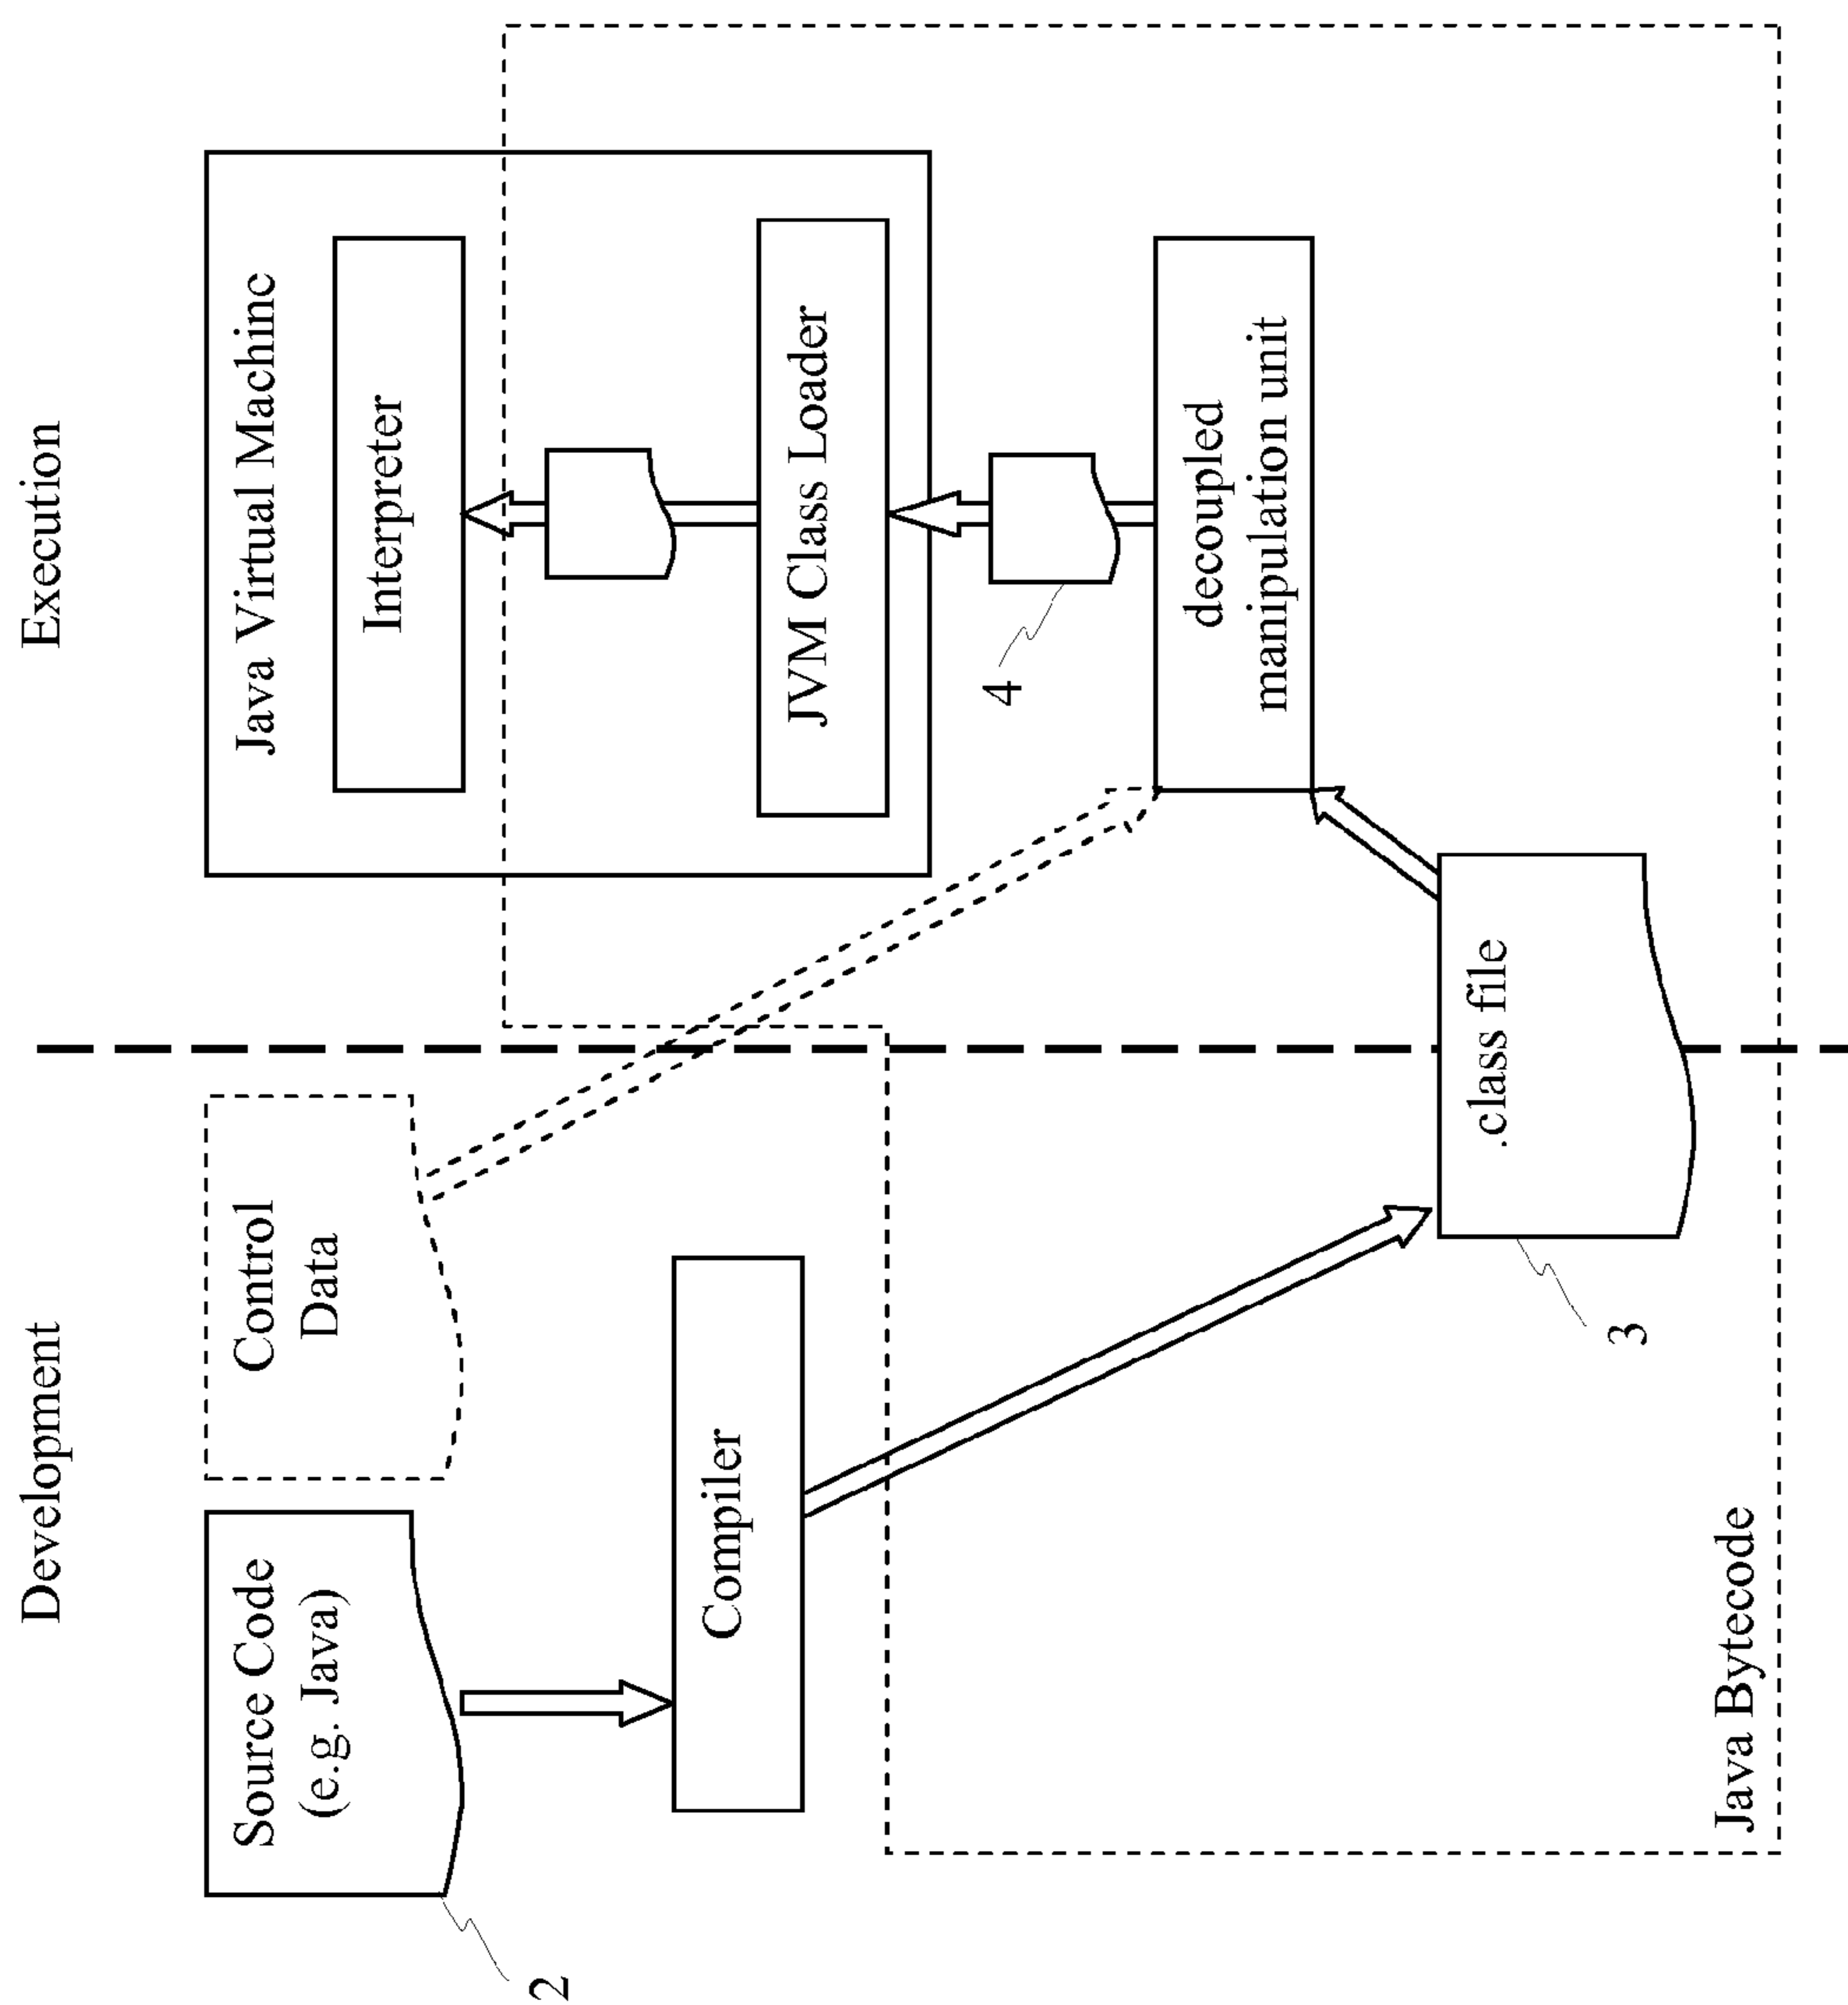 Development
Execution
Source Code
(e.g. Java)
Control
Data
Java Virtual Machinc
Interpreter
2
Compiler
JVM Class Loader
4
decoupled
manipulation unit
.class file
3
Java Bytecode